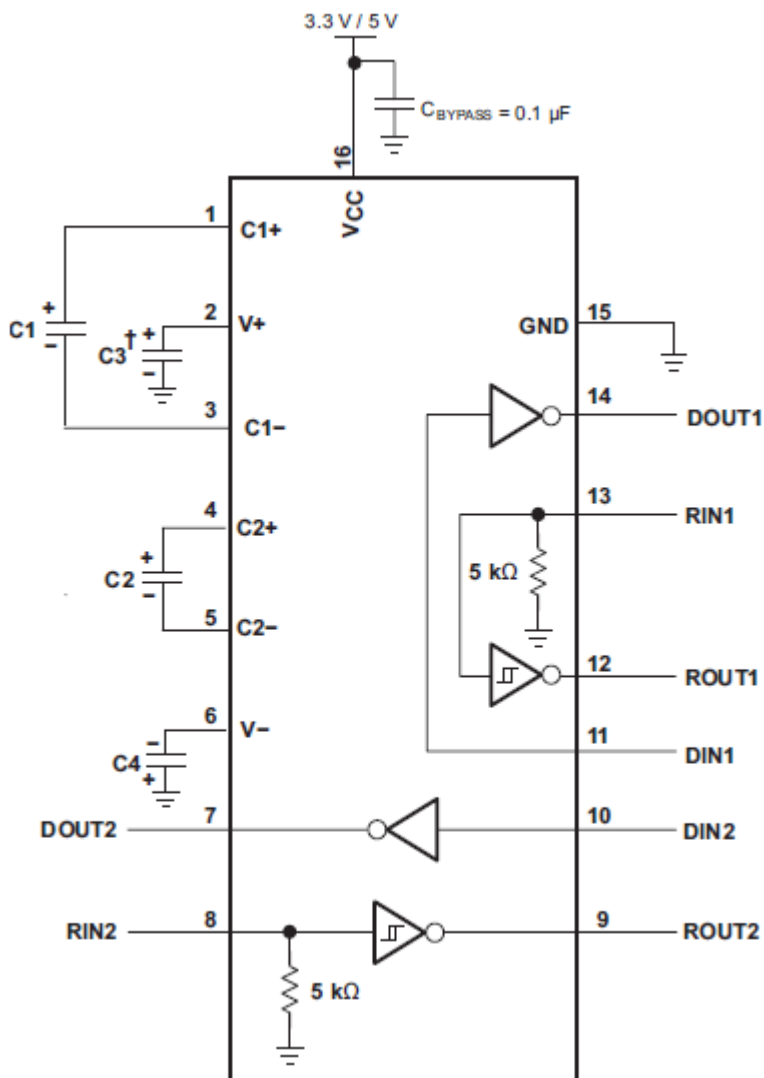 3.3 V / 5 V
C_BYPASS = 0.1 µF
16
VCC
1
C1+
+
C1
−
2
V+
C3† +
−
3
C1−
GND
15
14
DOUT1
13
RIN1
5 kΩ
4
C2+
+
C2
−
5
C2−
12
ROUT1
6
V−
−
C4
+
11
DIN1
DOUT2
7
10
DIN2
RIN2
8
9
ROUT2
5 kΩ